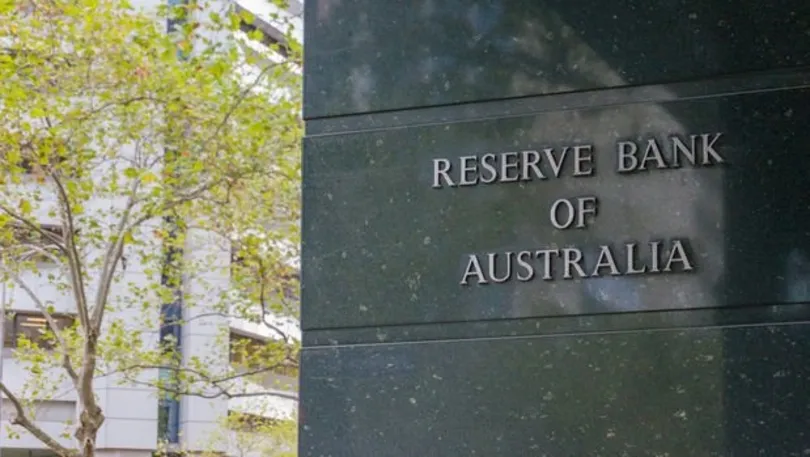 RESERVE BANK
OF
AUSTRALIA